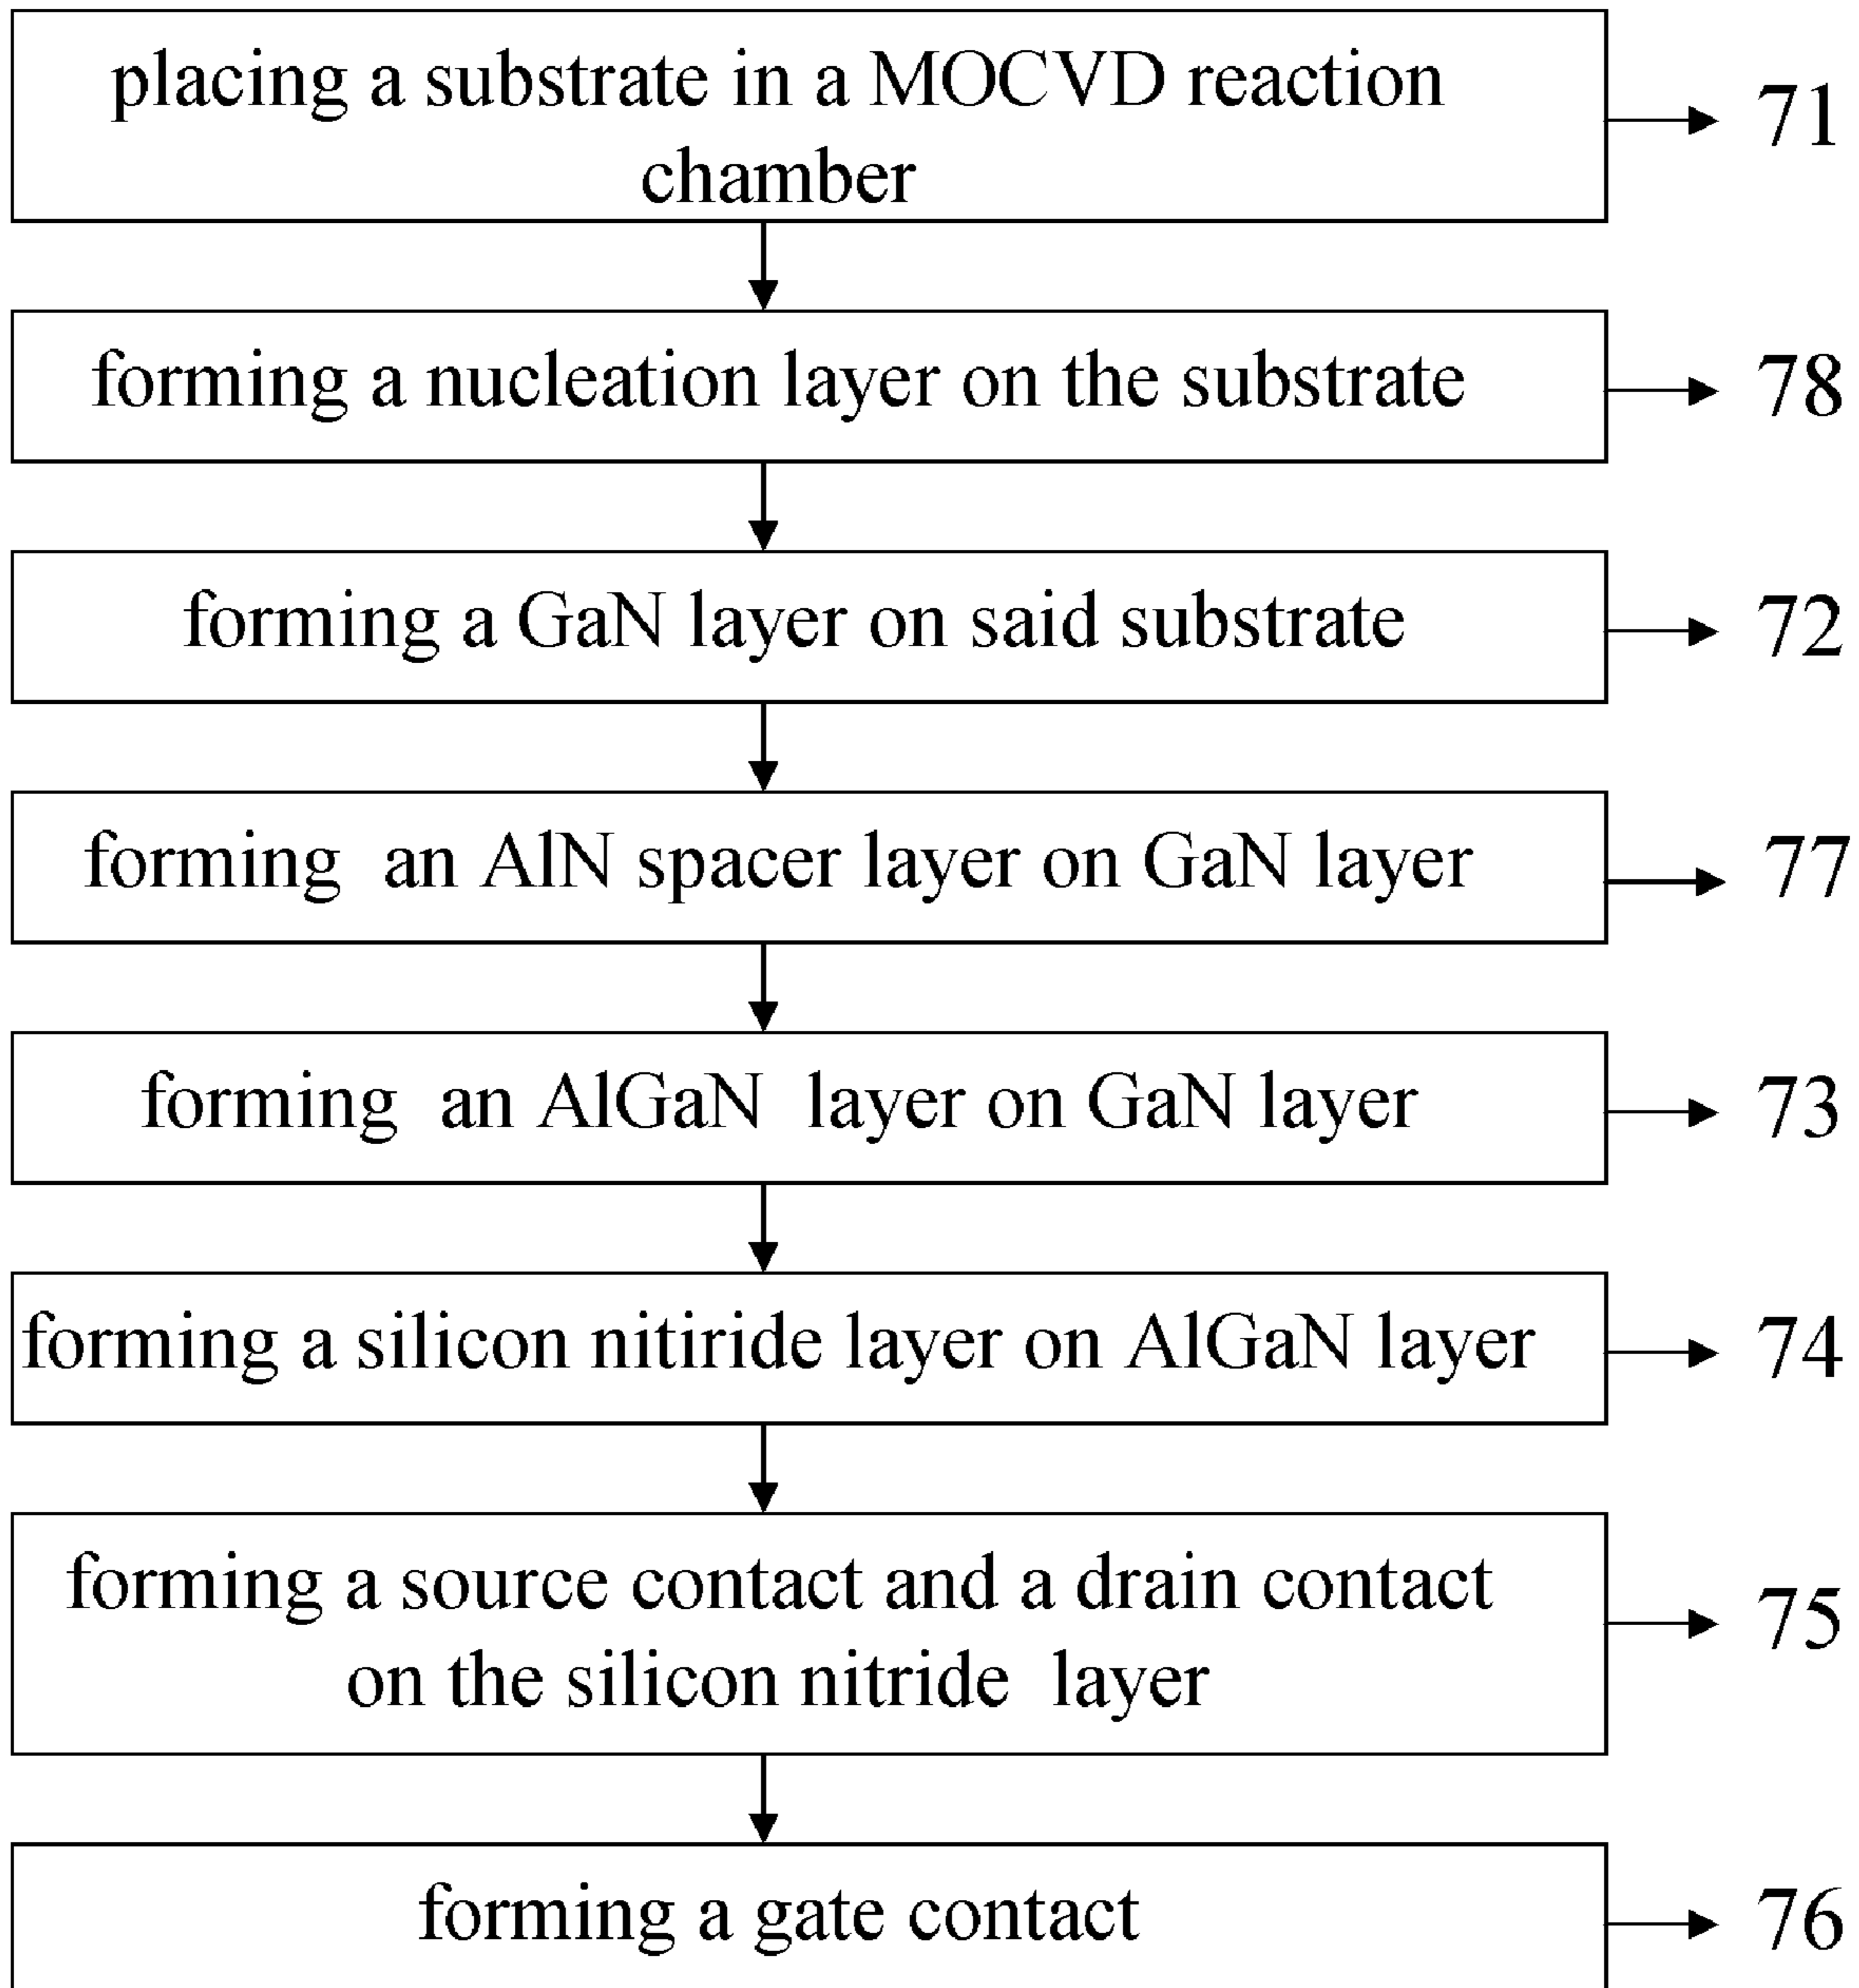 placing a substrate in a MOCVD reaction
chamber
71
forming a nucleation layer on the substrate
78
forming a GaN layer on said substrate
72
forming an AlN spacer layer on GaN layer
77
forming an AlGaN layer on GaN layer
73
forming a silicon nitiride layer on AlGaN layer
74
forming a source contact and a drain contact
on the silicon nitride layer
75
forming a gate contact
76